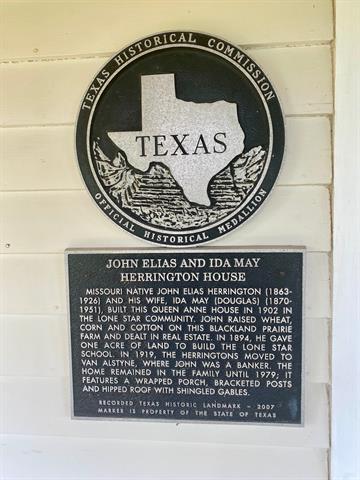 TEXAS HISTORICAL COMMISSION
TEXAS
OFFICIAL HISTORICAL MEDALLION
JOHN ELIAS AND IDA MAY
HERRINGTON HOUSE
MISSOURI NATIVE JOHN ELIAS HERRINGTON (1863-
1926) AND HIS WIFE, IDA MAY (DOUGLAS) (1870-
1951), BUILT THIS QUEEN ANNE HOUSE IN 1902 IN
THE LONE STAR COMMUNITY. JOHN RAISED WHEAT,
CORN AND COTTON ON THIS BLACKLAND PRAIRIE
FARM AND DEALT IN REAL ESTATE. IN 1894, HE GAVE
ONE ACRE OF LAND TO BUILD THE LONE STAR
SCHOOL. IN 1919, THE HERRINGTONS MOVED TO
VAN ALSTYNE, WHERE JOHN WAS A BANKER. THE
HOME REMAINED IN THE FAMILY UNTIL 1979; IT
FEATURES A WRAPPED PORCH, BRACKETED POSTS
AND HIPPED ROOF WITH SHINGLED GABLES.
RECORDED TEXAS HISTORIC LANDMARK – 2007
MARKER IS PROPERTY OF THE STATE OF TEXAS